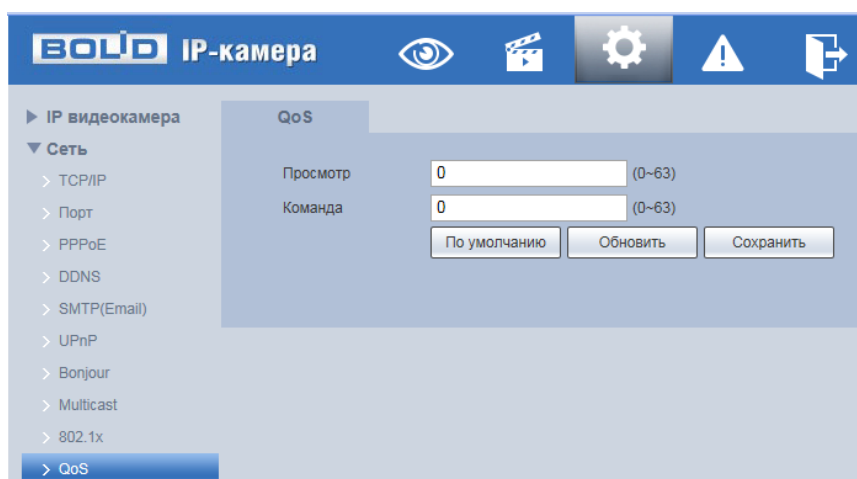 BOLID IP-камера
IP видеокамера
Сеть
TCP/IP
Порт
PPPoE
DDNS
SMTP(Email)
UPnP
Bonjour
Multicast
802.1x
QoS
QoS
Просмотр 0 (0~63)
Команда 0 (0~63)
По умолчанию Обновить Сохранить